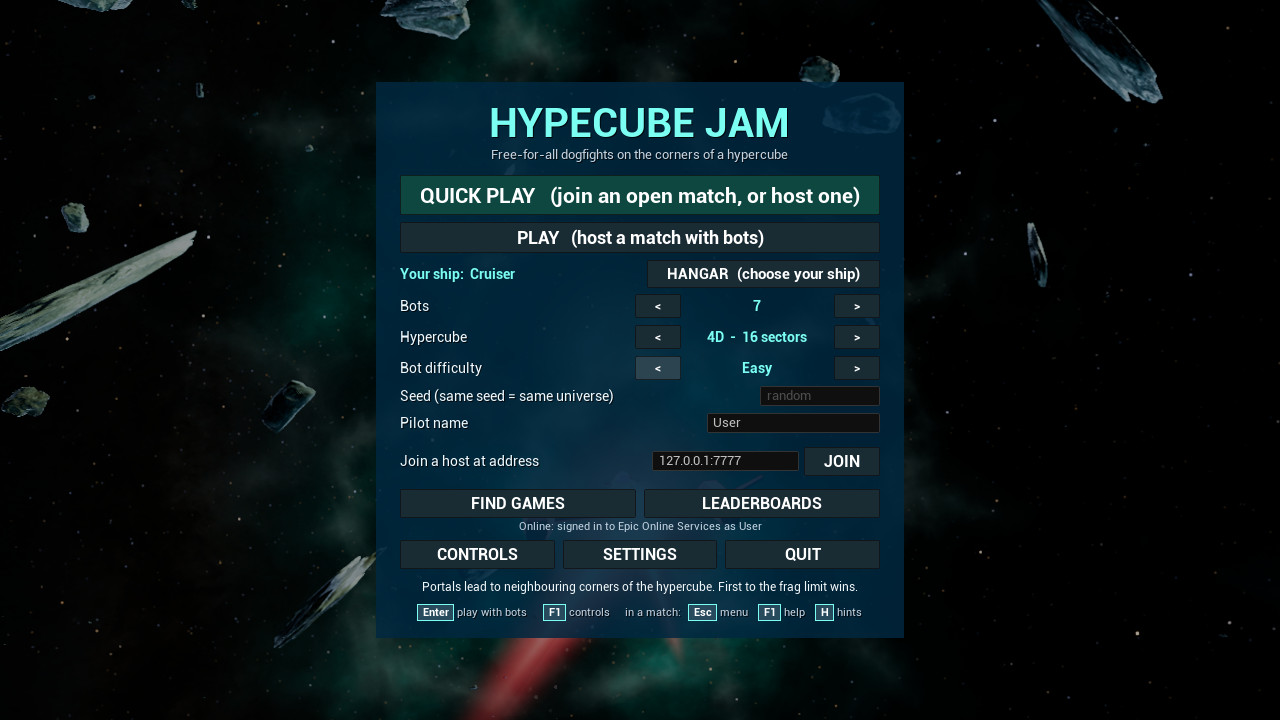 HYPECUBE JAM
Free-for-all dogfights on the corners of a hypercube
QUICK PLAY (join an open match, or host one)
PLAY (host a match with bots)
Your ship: Cruiser HANGAR (choose your ship)
Bots < 7 >
Hypercube < 4D - 16 sectors >
Bot difficulty < Easy >
Seed (same seed = same universe) random
Pilot name User
Join a host at address 127.0.0.1:7777 JOIN
FIND GAMES LEADERBOARDS
Online: signed in to Epic Online Services as User
CONTROLS SETTINGS QUIT
Portals lead to neighbouring corners of the hypercube. First to the frag limit wins.
Enter play with bots F1 controls in a match: Esc menu F1 help H hints